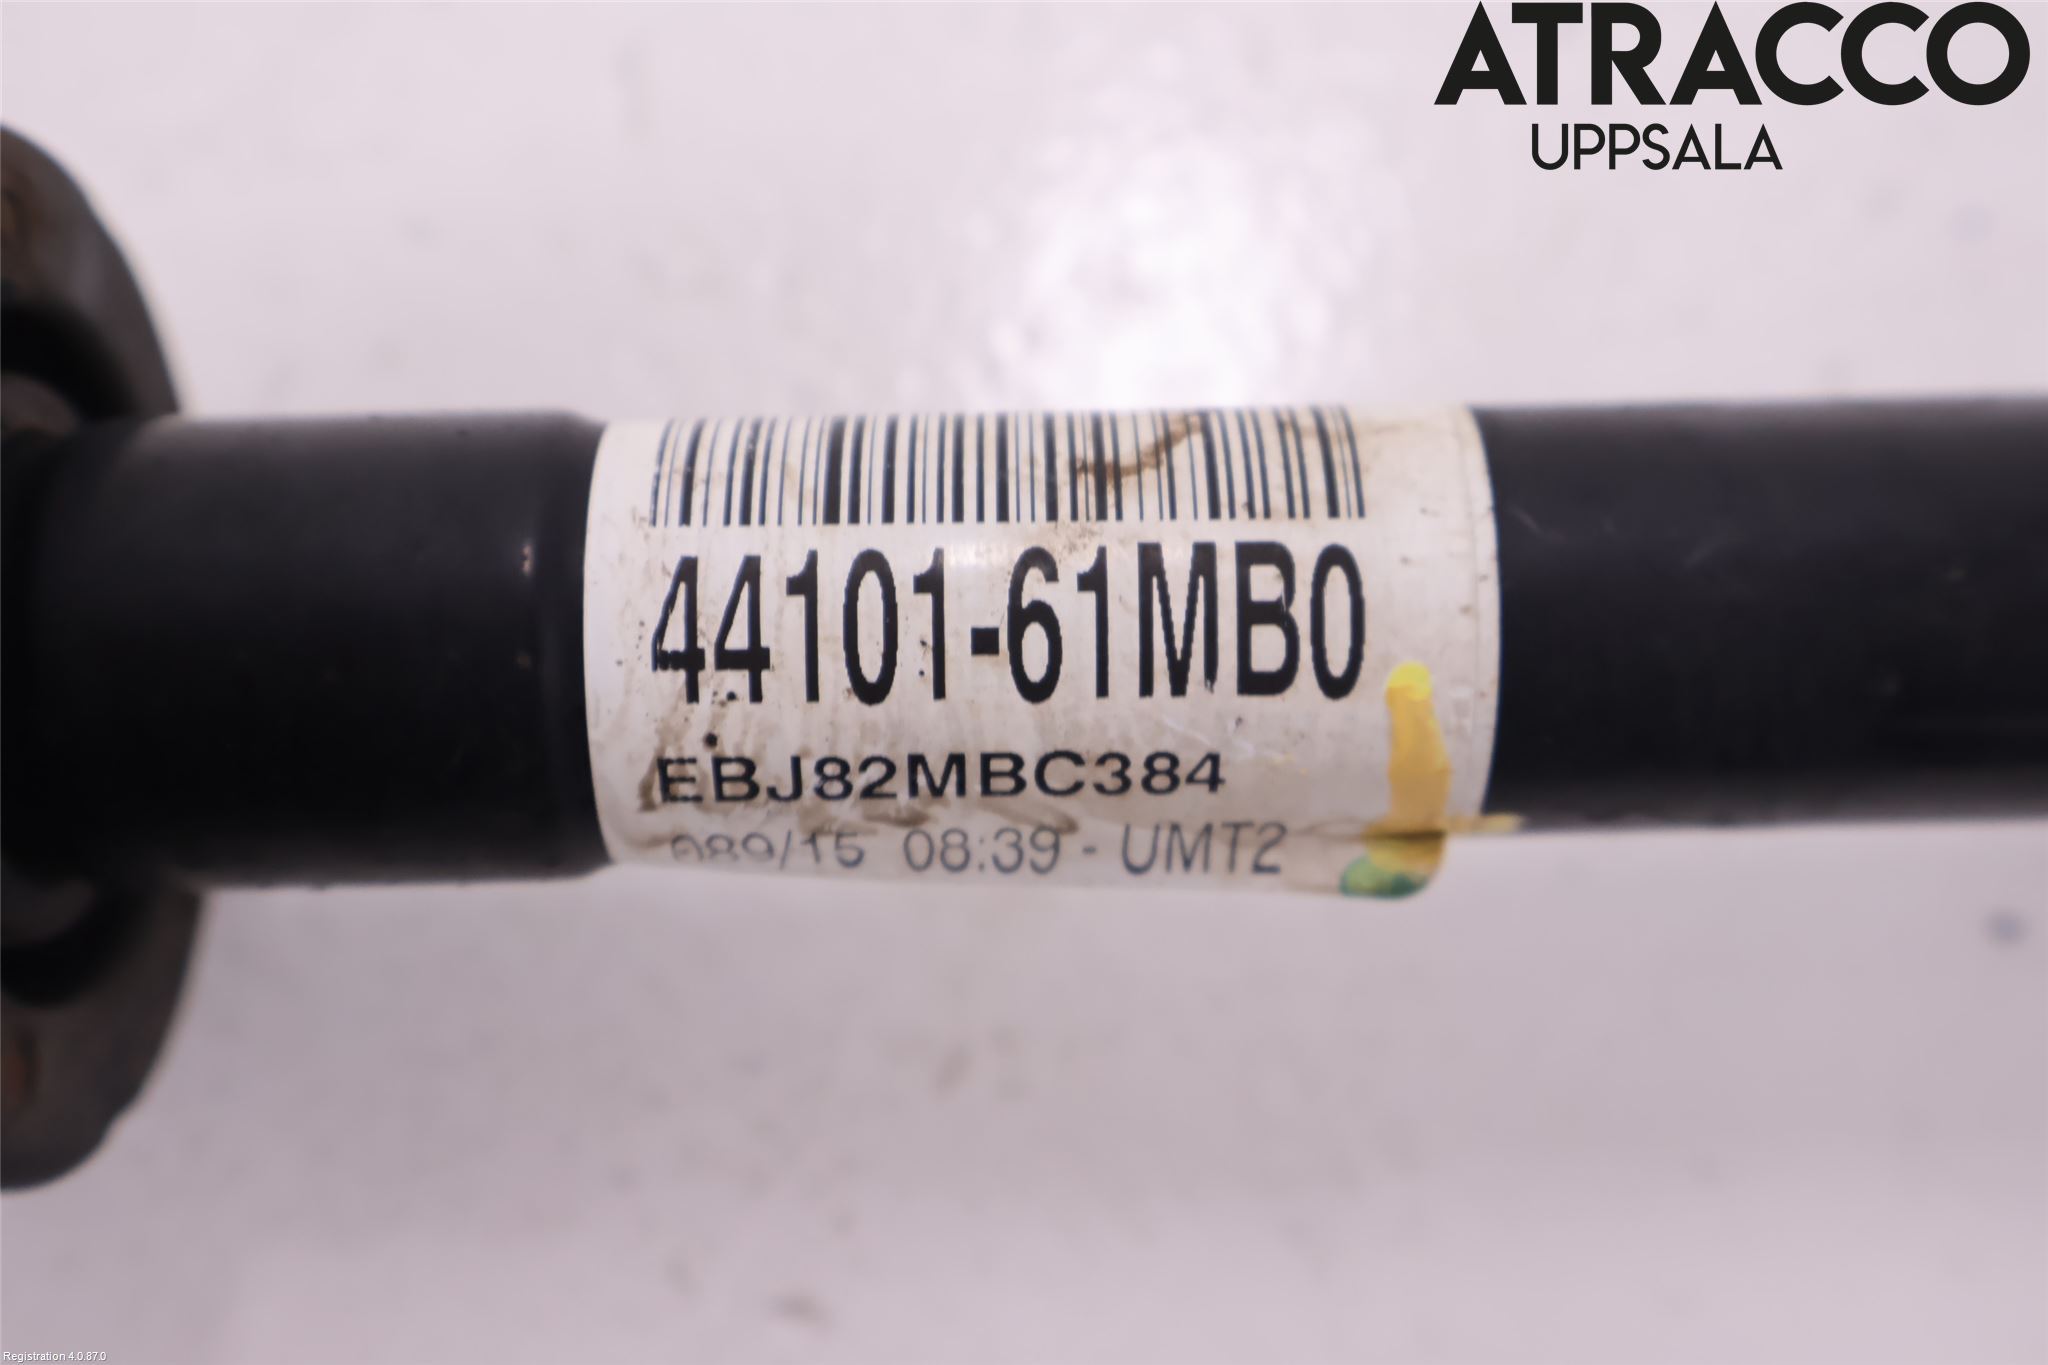 ATRACCO
UPPSALA
44101-61MB0
EBJ82MBC384
089/15 08:39 - UMT2
Registration 4.0.87.0